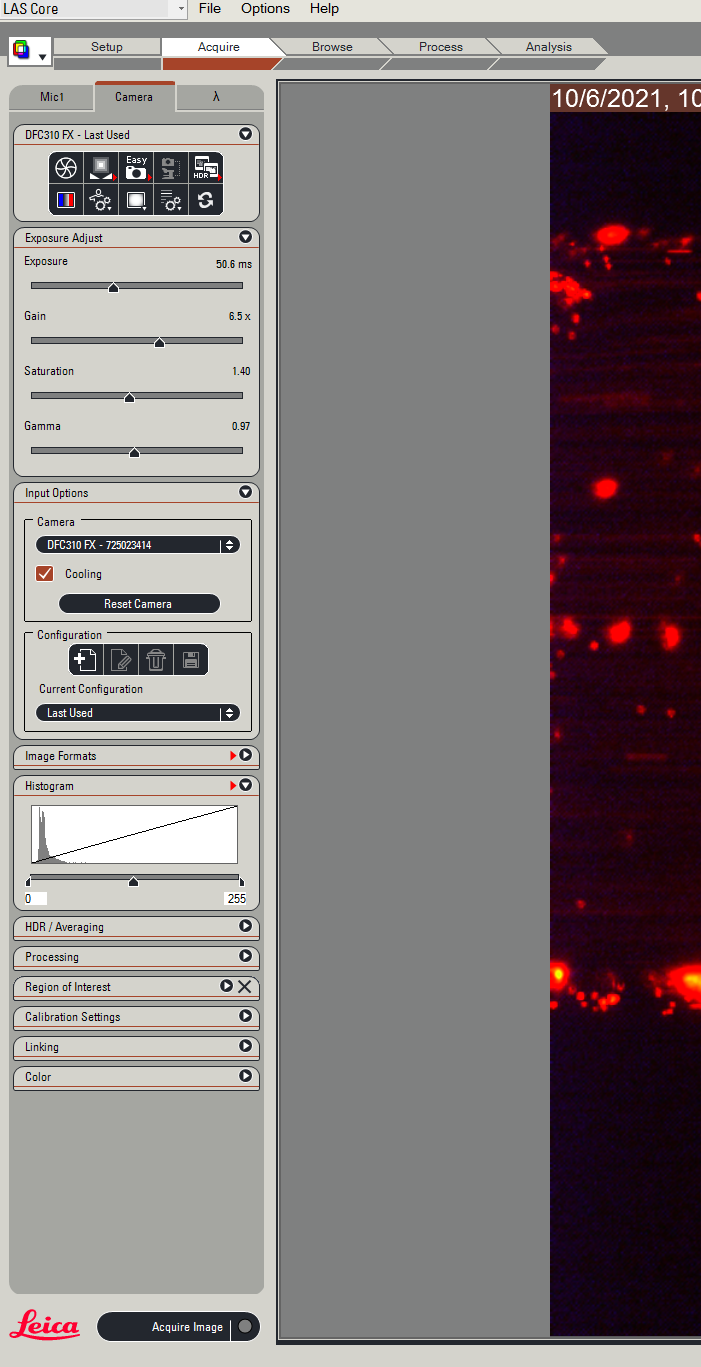 LAS Core
File Options Help
Setup Acquire Browse Process Analysis
Mic1 Camera λ
DFC310 FX - Last Used
Easy
HDR
Exposure Adjust
Exposure 50.6 ms
Gain 6.5 x
Saturation 1.40
Gamma 0.97
Input Options
Camera
DFC310 FX - 725023414
Cooling
Reset Camera
Configuration
Current Configuration
Last Used
Image Formats
Histogram
0 255
HDR / Averaging
Processing
Region of Interest
Calibration Settings
Linking
Color
Leica Acquire Image
10/6/2021, 10